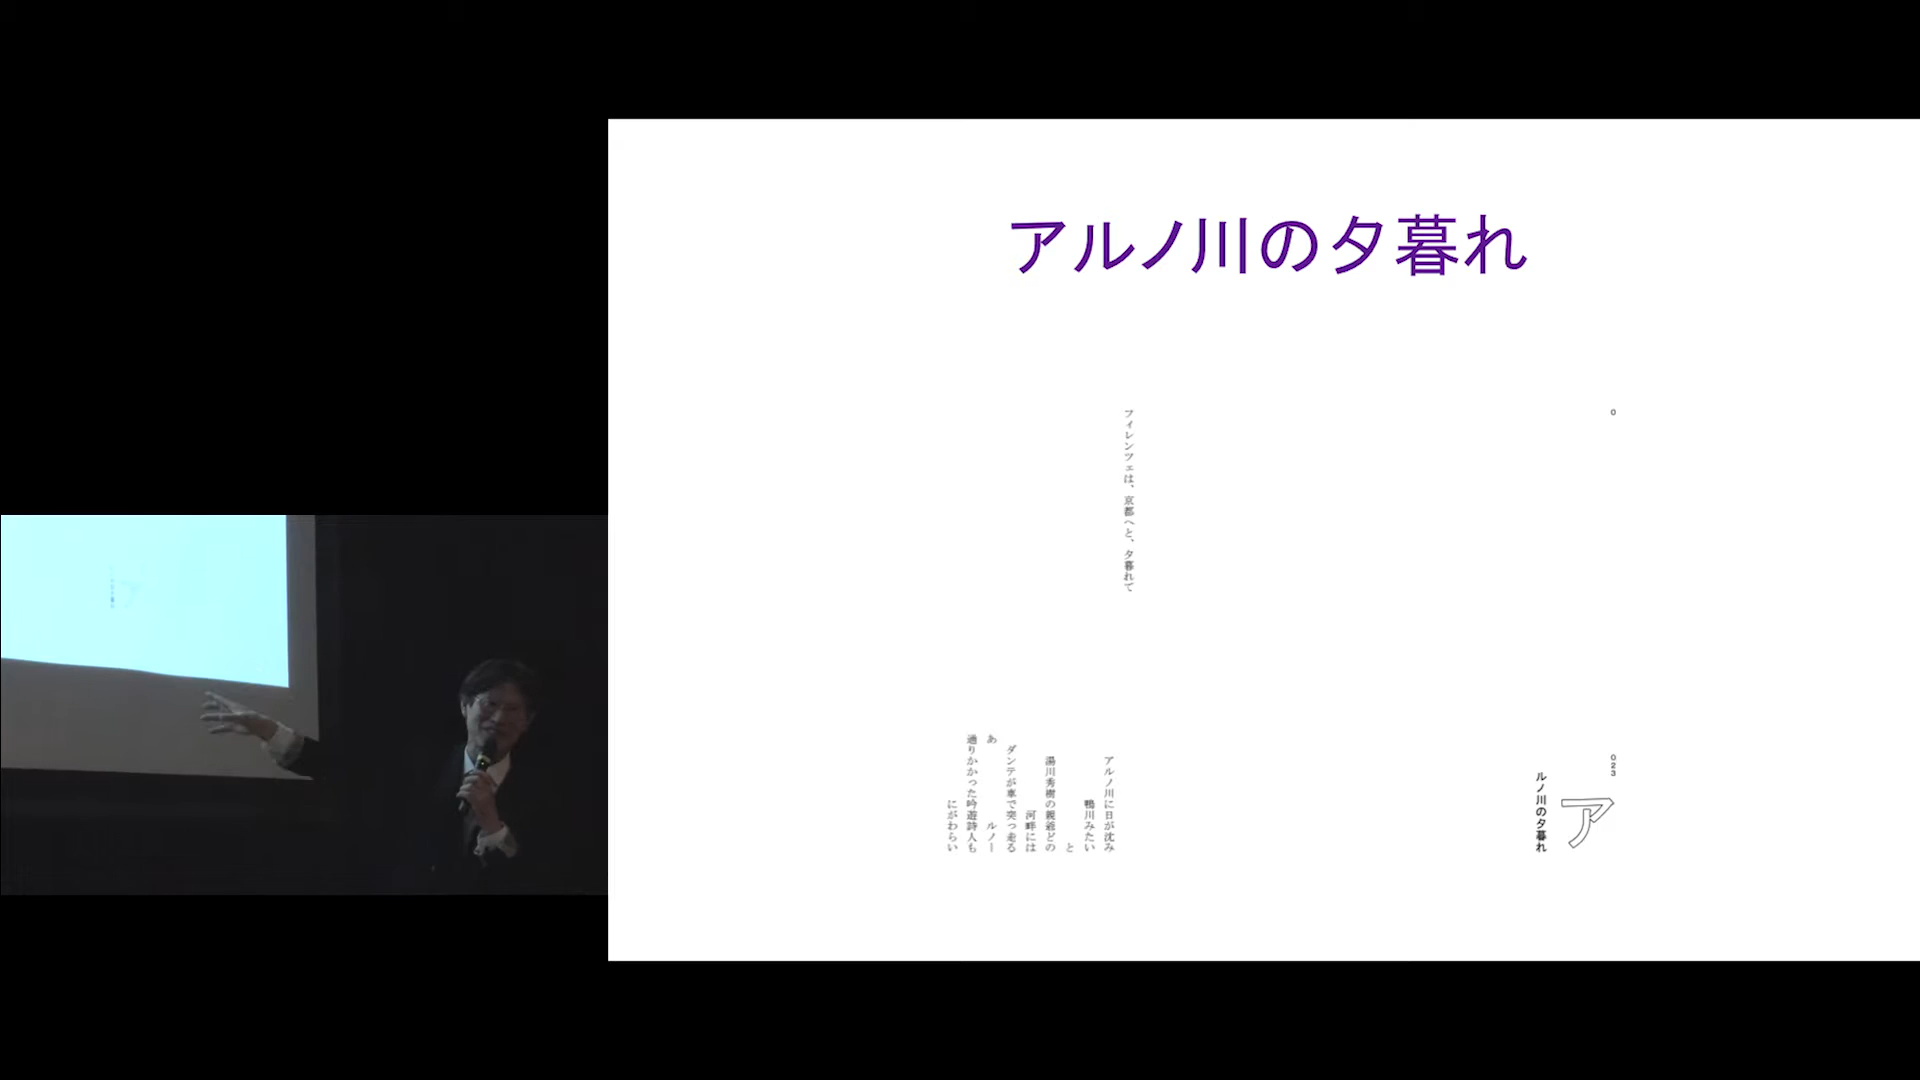 アルノ川の夕暮れ
0
023
ア
ルノ川の夕暮れ
フィレンツェは、京都へと、夕暮れて
アルノ川に日が沈み
鴨川みたい
と
湯川秀樹の親爺どの
河畔には
ダンテが車で突っ走る
あ　ルノー
通りかかった吟遊詩人も
にがわらい